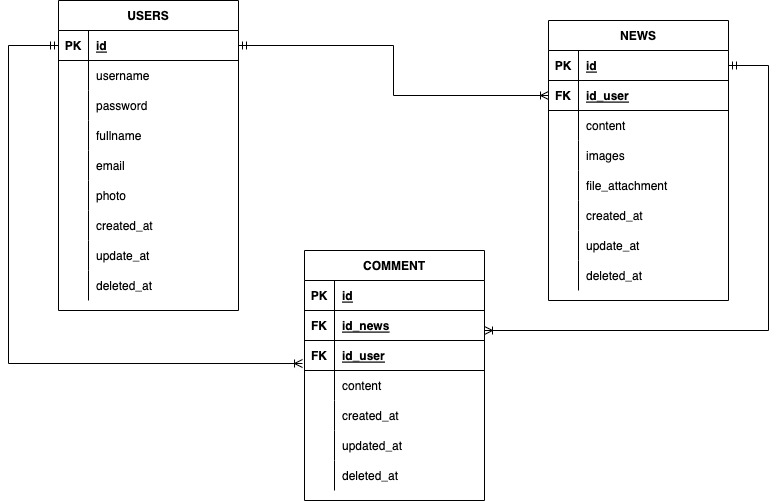 USERS
PK id
username
password
fullname
email
photo
created_at
update_at
deleted_at
NEWS
PK id
FK id_user
content
images
file_attachment
created_at
update_at
deleted_at
COMMENT
PK id
FK id_news
FK id_user
content
created_at
updated_at
deleted_at